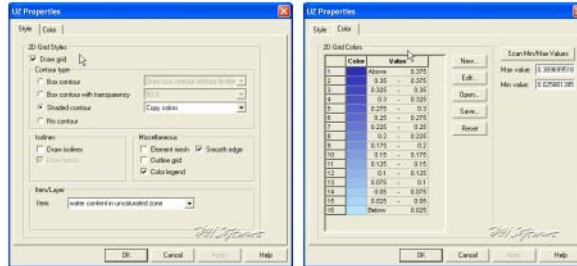 UZ Properties
Style
Color
2D Grid Styles
Draw grid
Contour type
Box contour
Box contour with transparency
Shaded contour
Copy colors
No contour
Isolines
Draw isolines
Miscellaneous
Element mesh
Smooth edge
Outline grid
Color legend
Item/Layer
Item:
water content in unsaturated zone
DHI Software
OK
Cancel
Apply
Help
UZ Properties
Style
Color
2D Grid Colors
Color
Value
1 Above 0.375
2 0.35 - 0.375
3 0.325 - 0.35
4 0.3 - 0.325
5 0.275 - 0.3
6 0.25 - 0.275
7 0.225 - 0.25
8 0.2 - 0.225
9 0.175 - 0.2
10 0.15 - 0.175
11 0.125 - 0.15
12 0.1 - 0.125
13 0.075 - 0.1
14 0.05 - 0.075
15 0.025 - 0.05
16 Below 0.025
New...
Edit...
Open...
Save...
Reset
Scan Min/Max Values
Max value:
Min value:
DHI Software
OK
Cancel
Apply
Help